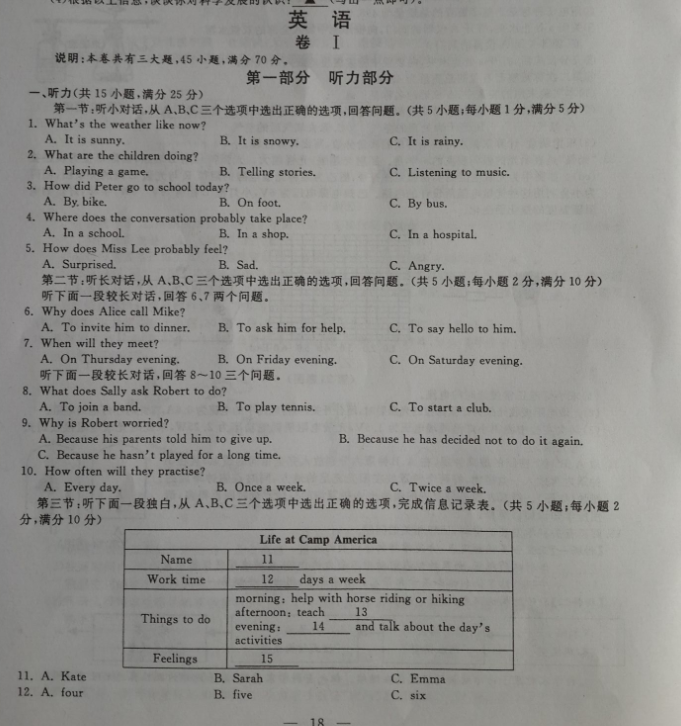 英 语
卷 I
说明:本卷共有三大题,45 小题,满分 70 分。
第一部分 听力部分
一、听力(共 15 小题,满分 25 分)
第一节:听小对话,从 A、B、C 三个选项中选出正确的选项,回答问题。(共 5 小题;每小题 1 分,满分 5 分)
1. What's the weather like now?
A. It is sunny. B. It is snowy. C. It is rainy.
2. What are the children doing?
A. Playing a game. B. Telling stories. C. Listening to music.
3. How did Peter go to school today?
A. By bike. B. On foot. C. By bus.
4. Where does the conversation probably take place?
A. In a school. B. In a shop. C. In a hospital.
5. How does Miss Lee probably feel?
A. Surprised. B. Sad. C. Angry.
第二节:听长对话,从 A、B、C 三个选项中选出正确的选项,回答问题。(共 5 小题;每小题 2 分,满分 10 分)
听下面一段较长对话,回答 6、7 两个问题。
6. Why does Alice call Mike?
A. To invite him to dinner. B. To ask him for help. C. To say hello to him.
7. When will they meet?
A. On Thursday evening. B. On Friday evening. C. On Saturday evening.
听下面一段较长对话,回答 8～10 三个问题。
8. What does Sally ask Robert to do?
A. To join a band. B. To play tennis. C. To start a club.
9. Why is Robert worried?
A. Because his parents told him to give up. B. Because he has decided not to do it again.
C. Because he hasn't played for a long time.
10. How often will they practise?
A. Every day. B. Once a week. C. Twice a week.
第三节:听下面一段独白,从 A、B、C 三个选项中选出正确的选项,完成信息记录表。(共 5 小题;每小题 2
分,满分 10 分)
Life at Camp America
Name 11
Work time 12 days a week
Things to do morning: help with horse riding or hiking
afternoon: teach 13
evening: 14 and talk about the day's
activities
Feelings 15
11. A. Kate B. Sarah C. Emma
12. A. four B. five C. six
— 18 —